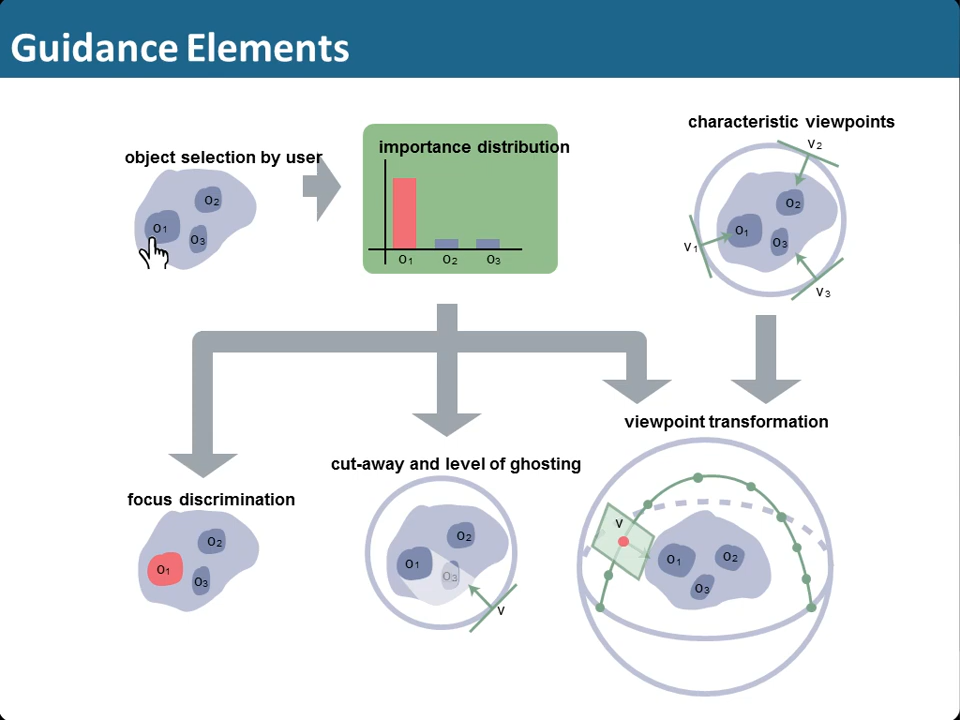 Guidance Elements
characteristic viewpoints
object selection by user
importance distribution
v₂
o₂
o₁
o₃
o₁ o₂ o₃
o₂
o₁
o₃
v₁
v₃
viewpoint transformation
cut-away and level of ghosting
focus discrimination
o₂
o₁
o₃
o₂
o₁
o₃
v
v
o₁
o₂
o₃